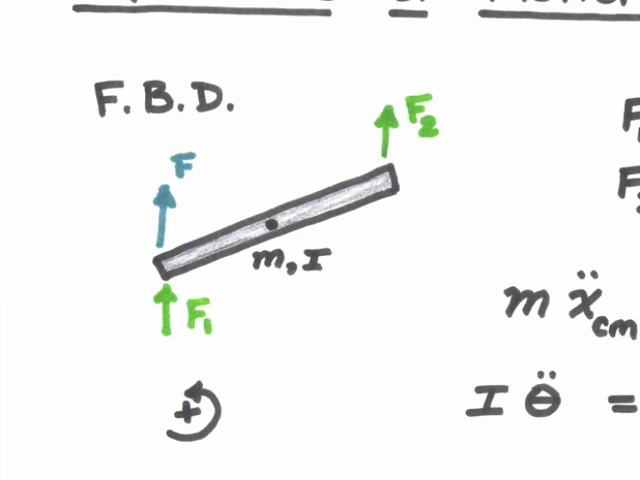 F.B.D.
F
F₂
m, I
F₁
+
m ẍcm
I θ̈ =